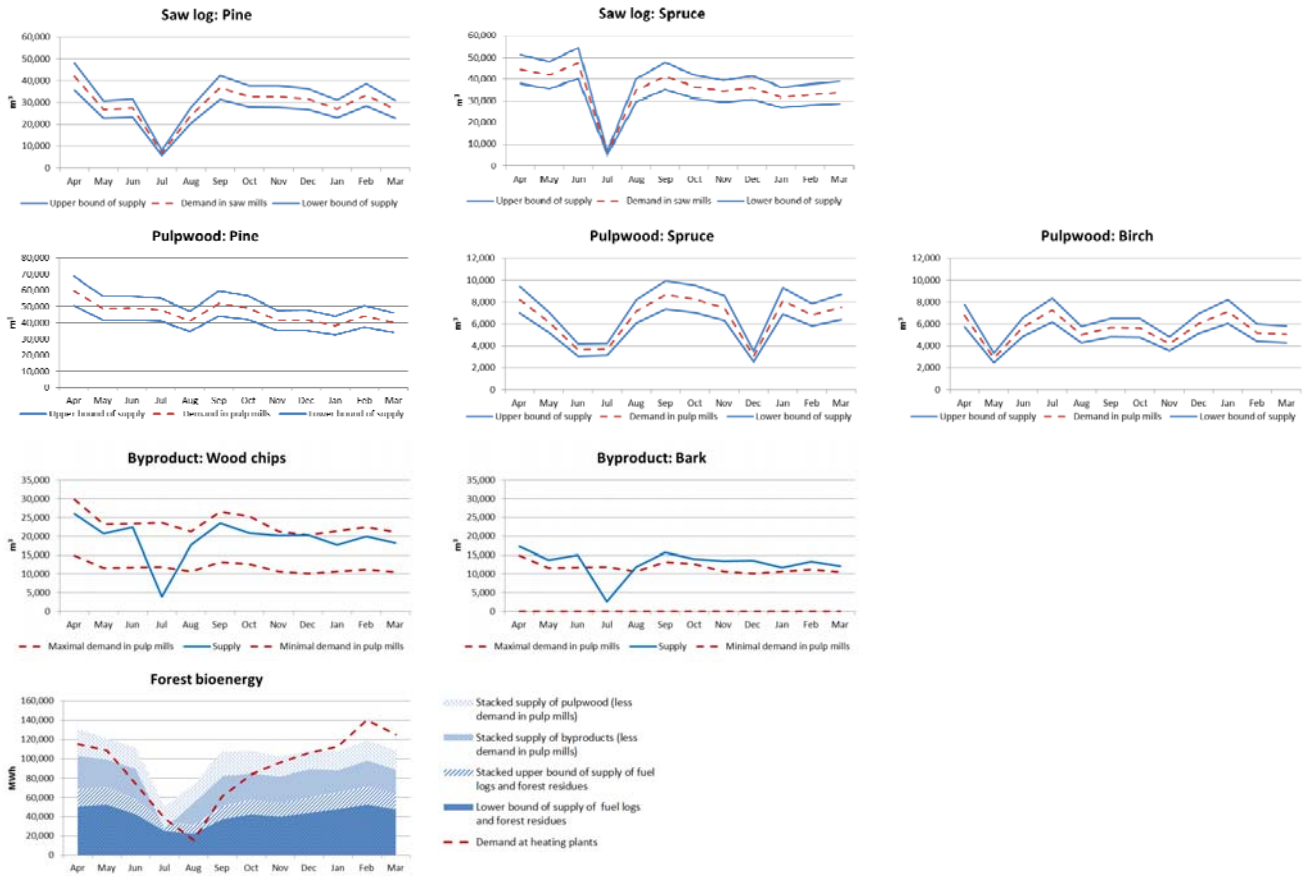 Saw log: Pine
60,000
50,000
40,000
30,000
20,000
10,000
0
m³
Apr May Jun Jul Aug Sep Oct Nov Dec Jan Feb Mar
Upper bound of supply Demand in saw mills Lower bound of supply
Saw log: Spruce
60,000
50,000
40,000
30,000
20,000
10,000
0
m³
Apr May Jun Jul Aug Sep Oct Nov Dec Jan Feb Mar
Upper bound of supply Demand in saw mills Lower bound of supply
Pulpwood: Pine
80,000
70,000
60,000
50,000
40,000
30,000
20,000
10,000
0
m³
Apr May Jun Jul Aug Sep Oct Nov Dec Jan Feb Mar
Upper bound of supply Demand in pulp mills Lower bound of supply
Pulpwood: Spruce
12,000
10,000
8,000
6,000
4,000
2,000
0
m³
Apr May Jun Jul Aug Sep Oct Nov Dec Jan Feb Mar
Upper bound of supply Demand in pulp mills Lower bound of supply
Pulpwood: Birch
12,000
10,000
8,000
6,000
4,000
2,000
0
m³
Apr May Jun Jul Aug Sep Oct Nov Dec Jan Feb Mar
Upper bound of supply Demand in pulp mills Lower bound of supply
Byproduct: Wood chips
35,000
30,000
25,000
20,000
15,000
10,000
5,000
0
m³
Apr May Jun Jul Aug Sep Oct Nov Dec Jan Feb Mar
Maximal demand in pulp mills Supply Minimal demand in pulp mills
Byproduct: Bark
35,000
30,000
25,000
20,000
15,000
10,000
5,000
0
m³
Apr May Jun Jul Aug Sep Oct Nov Dec Jan Feb Mar
Maximal demand in pulp mills Supply Minimal demand in pulp mills
Forest bioenergy
160,000
140,000
120,000
100,000
80,000
60,000
40,000
20,000
0
MWh
Apr May Jun Jul Aug Sep Oct Nov Dec Jan Feb Mar
Stacked supply of pulpwood (less
demand in pulp mills)
Stacked supply of byproducts (less
demand in pulp mills)
Stacked upper bound of supply of fuel
logs and forest residues
Lower bound of supply of fuel logs
and forest residues
Demand at heating plants